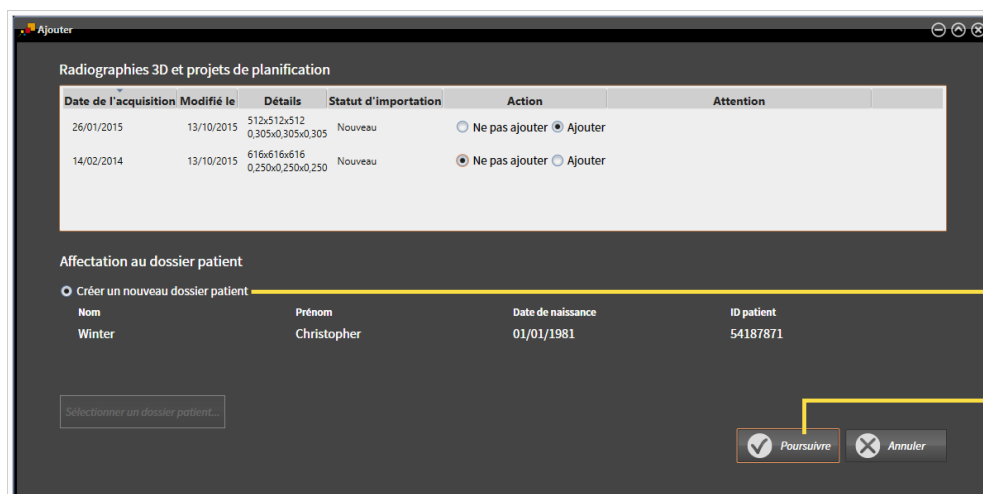 Ajouter
Radiographies 3D et projets de planification
Date de l'acquisition Modifié le Détails Statut d'importation Action Attention
26/01/2015 13/10/2015 512x512x512 0,305x0,305x0,305 Nouveau Ne pas ajouter Ajouter
14/02/2014 13/10/2015 616x616x616 0,250x0,250x0,250 Nouveau Ne pas ajouter Ajouter
Affectation au dossier patient
Créer un nouveau dossier patient
Nom Prénom Date de naissance ID patient
Winter Christopher 01/01/1981 54187871
Sélectionner un dossier patient...
Poursuivre Annuler